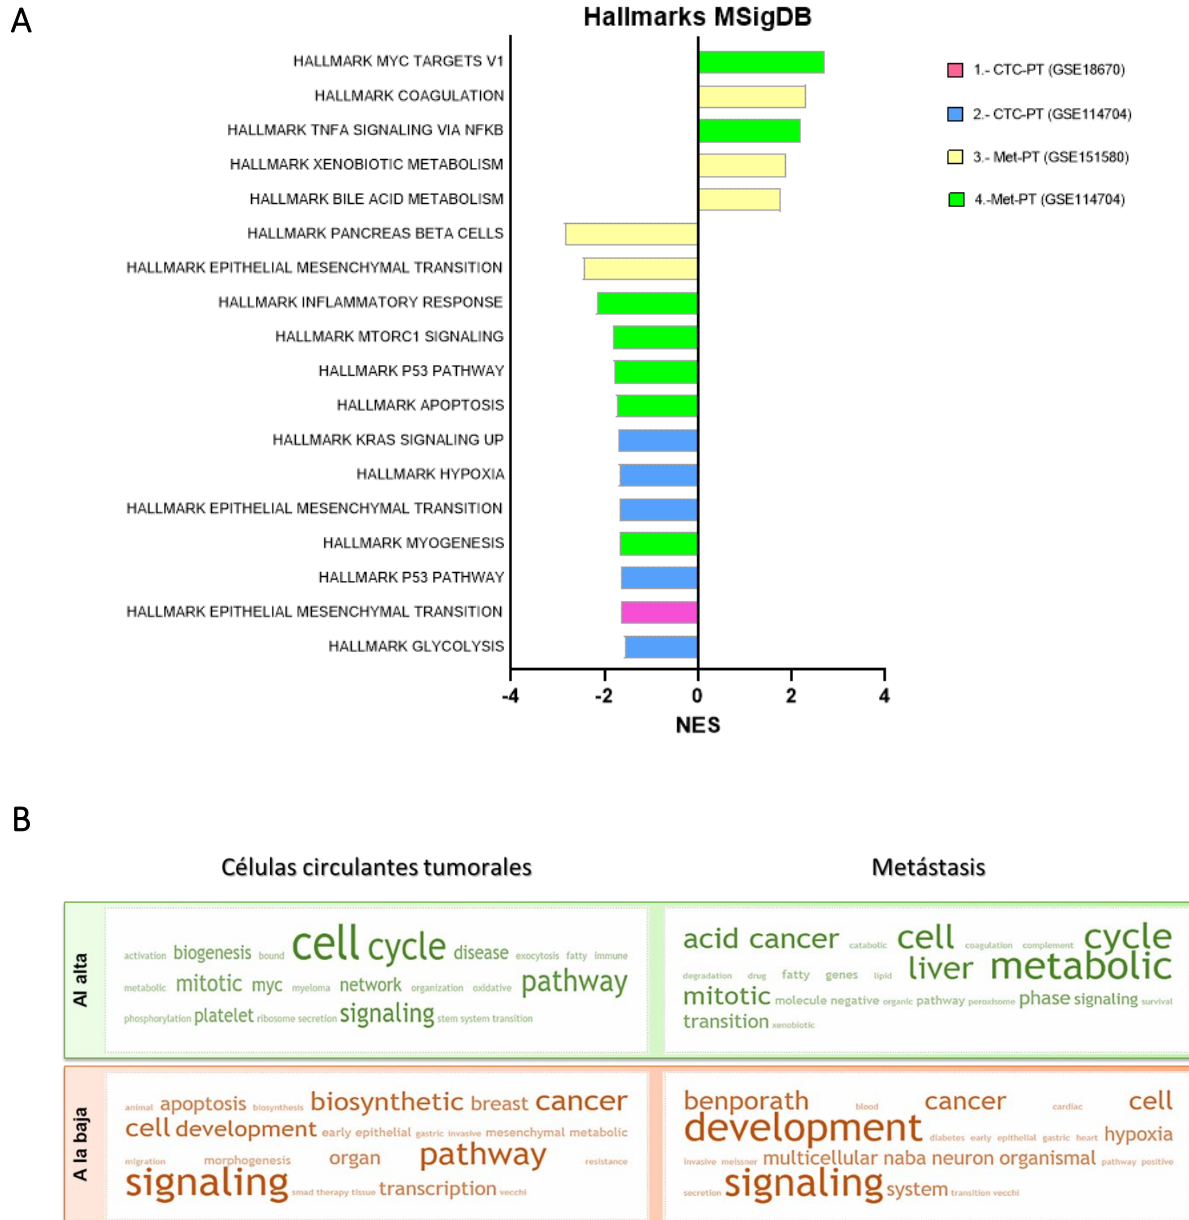 A
Hallmarks MSigDB
HALLMARK MYC TARGETS V1
HALLMARK COAGULATION
HALLMARK TNFA SIGNALING VIA NFKB
HALLMARK XENOBIOTIC METABOLISM
HALLMARK BILE ACID METABOLISM
HALLMARK PANCREAS BETA CELLS
HALLMARK EPITHELIAL MESENCHYMAL TRANSITION
HALLMARK INFLAMMATORY RESPONSE
HALLMARK MTORC1 SIGNALING
HALLMARK P53 PATHWAY
HALLMARK APOPTOSIS
HALLMARK KRAS SIGNALING UP
HALLMARK HYPOXIA
HALLMARK EPITHELIAL MESENCHYMAL TRANSITION
HALLMARK MYOGENESIS
HALLMARK P53 PATHWAY
HALLMARK EPITHELIAL MESENCHYMAL TRANSITION
HALLMARK GLYCOLYSIS
-4 -2 0 2 4
NES
1.- CTC-PT (GSE18670)
2.- CTC-PT (GSE114704)
3.- Met-PT (GSE151580)
4.-Met-PT (GSE114704)
B
Células circulantes tumorales
Metástasis
Al alta
activation biogenesis bound cell cycle disease exocytosis fatty immune
metabolic mitotic myc myeloma network organization oxidative pathway
phosphorylation platelet ribosome secretion signaling stem system transition
acid cancer catabolic cell coagulation complement cycle
degradation drug fatty genes lipid liver metabolic
mitotic molecule negative organic pathway peroxisome phase signaling survival
transition xenobiotic
A la baja
animal apoptosis biosynthesis biosynthetic breast cancer
cell development early epithelial gastric invasive mesenchymal metabolic
migration morphogenesis organ pathway resistance
signaling smad therapy tissue transcription vecchi
benporath blood cancer cardiac cell
development diabetes early epithelial gastric heart hypoxia
invasive meissner multicellular naba neuron organismal pathway positive
secretion signaling system transition vecchi